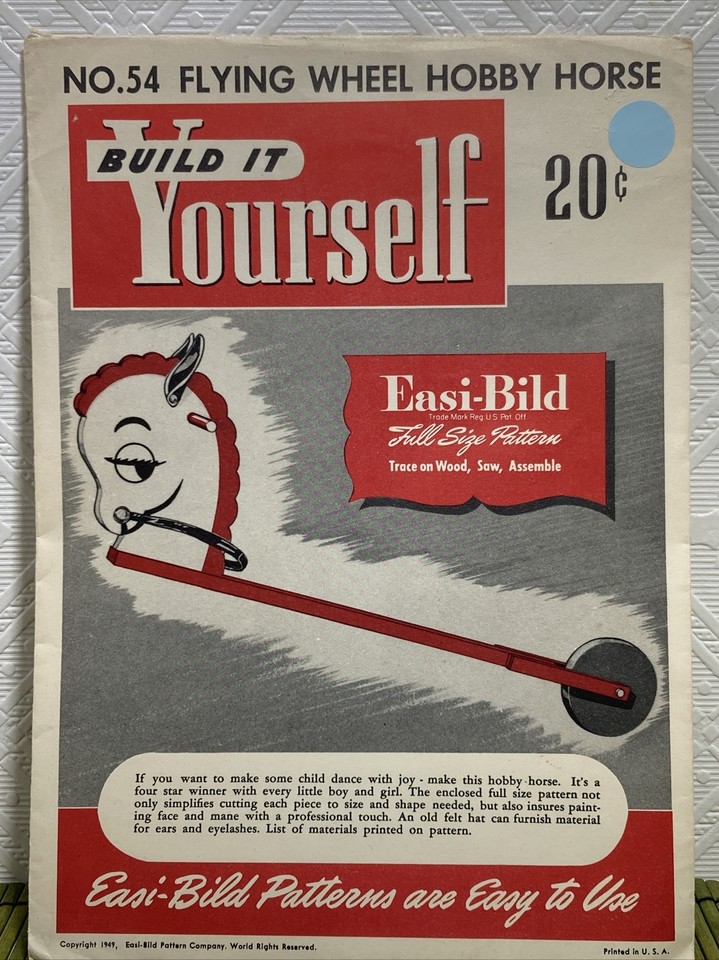 NO.54 FLYING WHEEL HOBBY HORSE
BUILD IT
Yourself
20¢
Easi-Bild
Trade Mark Reg. U S Pat. Off.
Full Size Pattern
Trace on Wood, Saw, Assemble
If you want to make some child dance with joy - make this hobby horse. It's a
four star winner with every little boy and girl. The enclosed full size pattern not
only simplifies cutting each piece to size and shape needed, but also insures paint-
ing face and mane with a professional touch. An old felt hat can furnish material
for ears and eyelashes. List of materials printed on pattern.
Easi-Bild Patterns are Easy to Use
Copyright 1949, Easi-Bild Pattern Company. World Rights Reserved.
Printed in U. S. A.